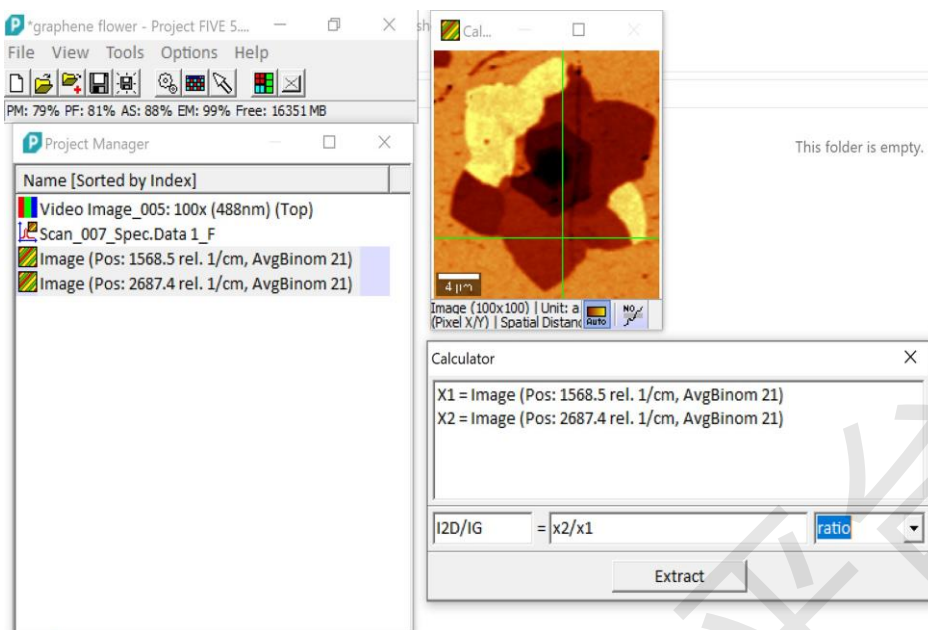 *graphene flower - Project FIVE 5....
File View Tools Options Help
PM: 79% PF: 81% AS: 88% EM: 99% Free: 16351 MB
Project Manager
Name [Sorted by Index]
Video Image_005: 100x (488nm) (Top)
Scan_007_Spec.Data 1_F
Image (Pos: 1568.5 rel. 1/cm, AvgBinom 21)
Image (Pos: 2687.4 rel. 1/cm, AvgBinom 21)
Cal...
4 µm
Image (100x100) | Unit: a
(Pixel X/Y) | Spatial Distanc
Auto
NO
This folder is empty.
Calculator
X1 = Image (Pos: 1568.5 rel. 1/cm, AvgBinom 21)
X2 = Image (Pos: 2687.4 rel. 1/cm, AvgBinom 21)
I2D/IG = x2/x1 ratio
Extract